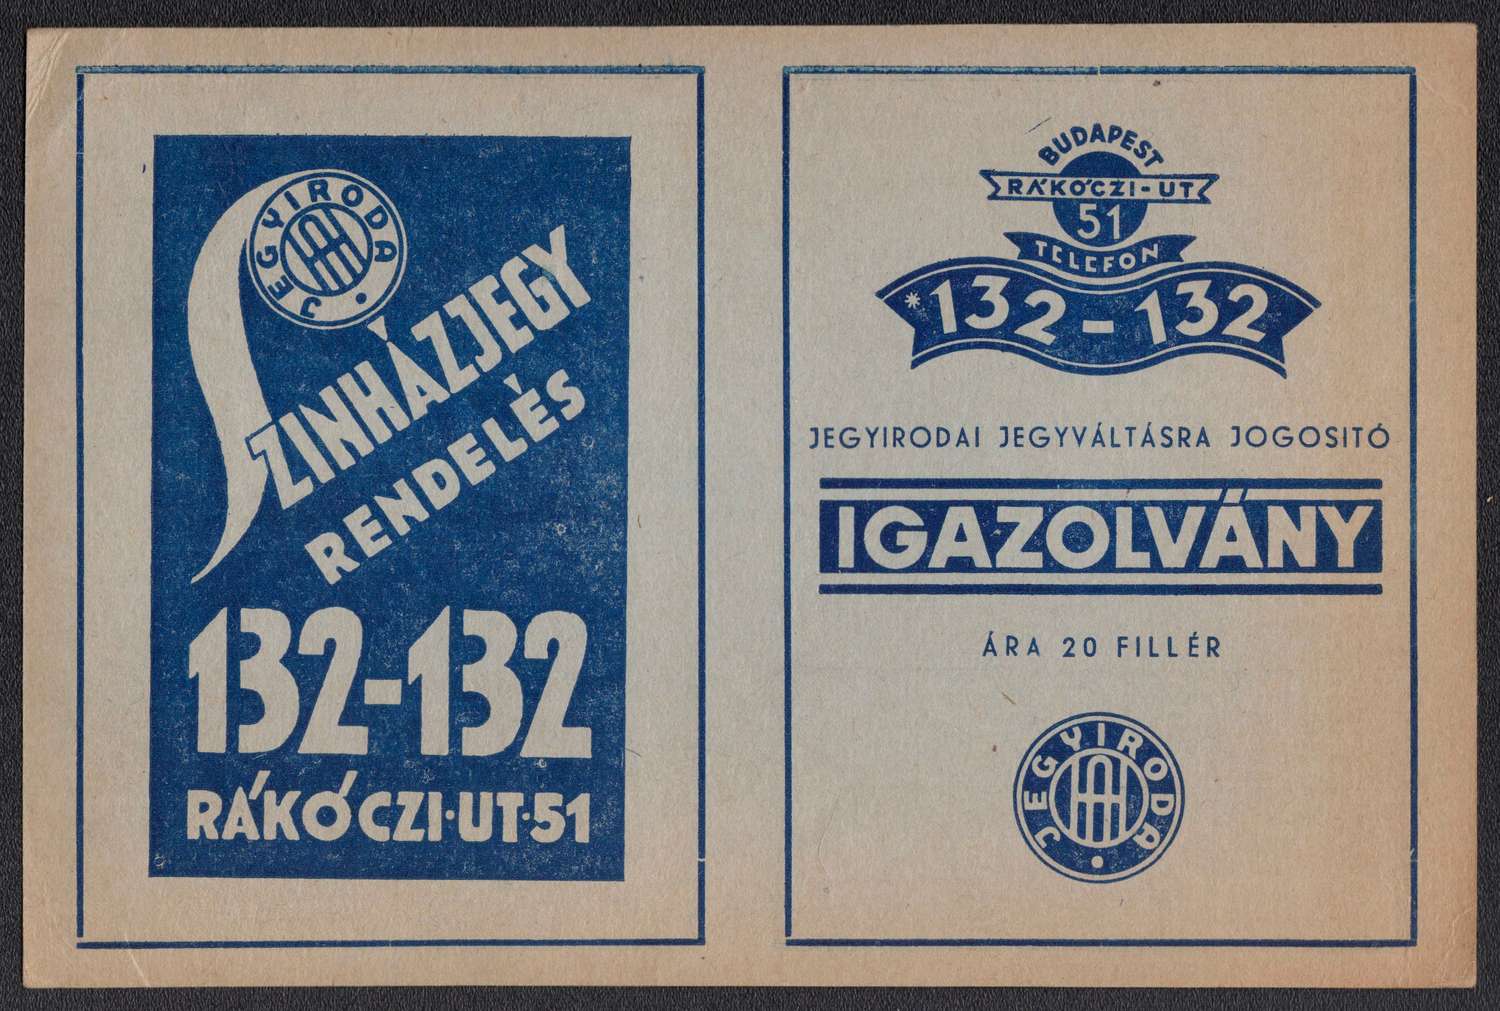 JEGYIRODA
SZINHÁZJEGY
RENDELÉS
132-132
RÁKÓCZI·UT·51
BUDAPEST
RÁKÓCZI-UT
51
TELEFON
*132-132
JEGYIRODAI JEGYVÁLTÁSRA JOGOSITÓ
IGAZOLVÁNY
ÁRA 20 FILLÉR
JEGYIRODA